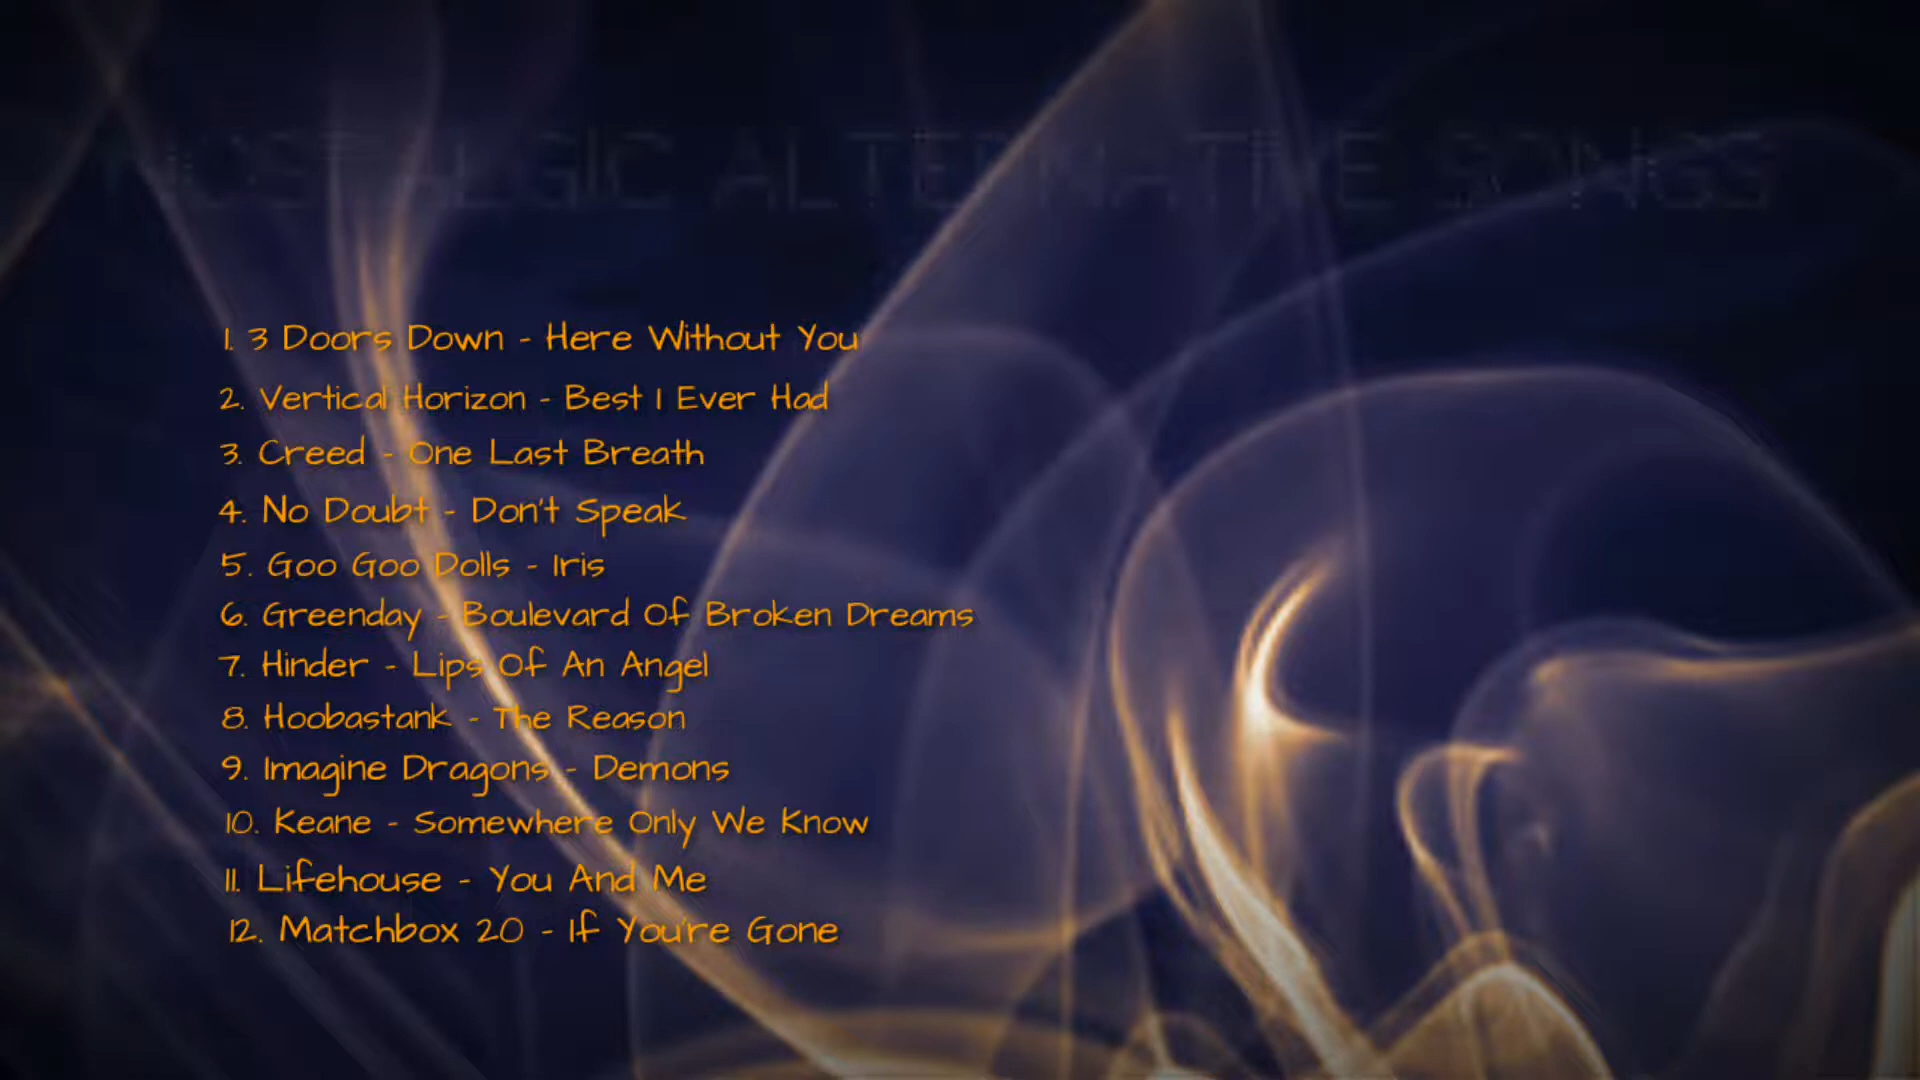 NOSTALGIC ALTERNATIVE SONGS
1. 3 Doors Down - Here Without You
2. Vertical Horizon - Best I Ever Had
3. Creed - One Last Breath
4. No Doubt - Don't Speak
5. Goo Goo Dolls - Iris
6. Greenday - Boulevard Of Broken Dreams
7. Hinder - Lips Of An Angel
8. Hoobastank - The Reason
9. Imagine Dragons - Demons
10. Keane - Somewhere Only We Know
11. Lifehouse - You And Me
12. Matchbox 20 - If You're Gone